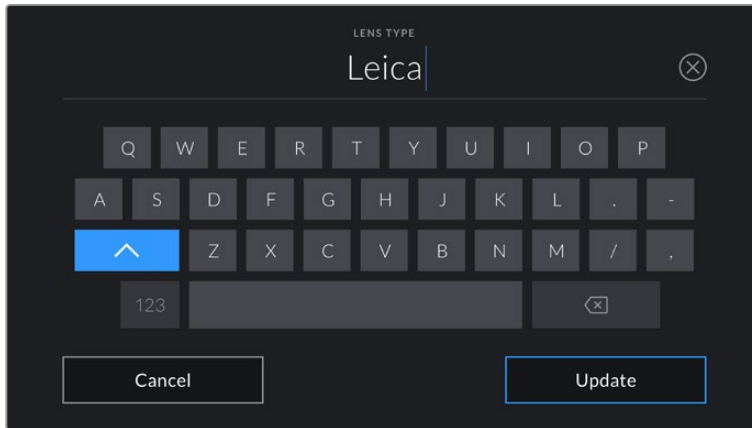 LENS TYPE
Leica
Q W E R T Y U I O P
A S D F G H J K L . -
Z X C V B N M / ,
123
Cancel Update